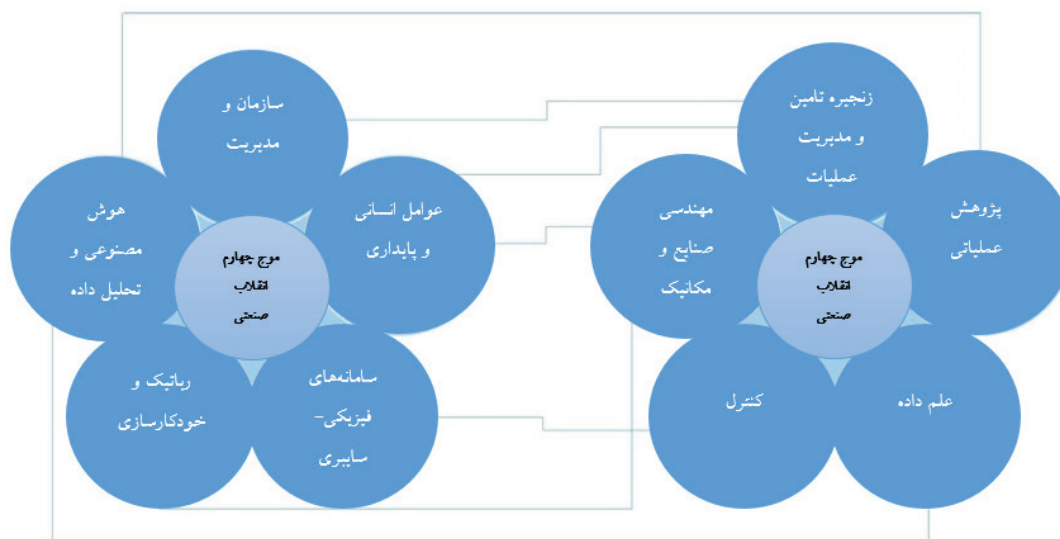 زنجیره تامین
و مدیریت
عملیات
پژوهش
عملیاتی
علم داده
کنترل
مهندسی
صنایع و
مکانیک
موج چهارم
انقلاب
صنعتی
سازمان و
مدیریت
عوامل انسانی
و پایداری
سامانه‌های
فیزیکی-
سایبری
رباتیک و
خودکارسازی
هوش
مصنوعی و
تحلیل داده
موج چهارم
انقلاب
صنعتی